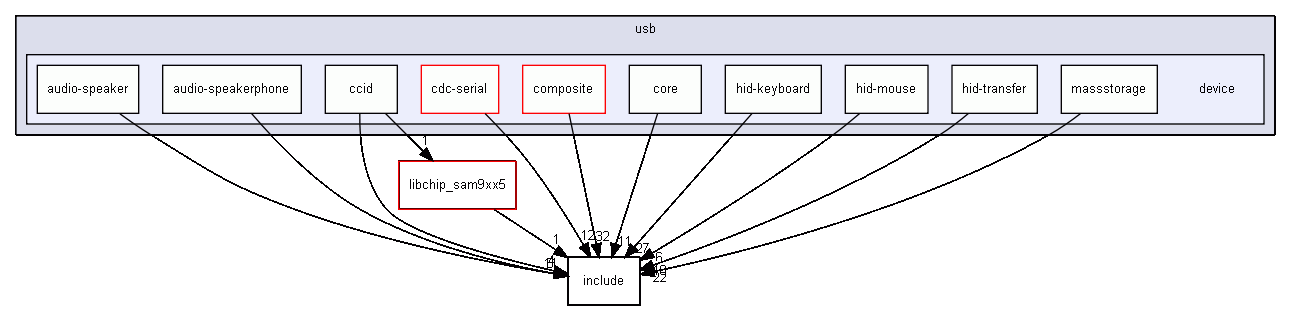 usb
audio-speaker
audio-speakerphone
ccid
cdc-serial
composite
core
hid-keyboard
hid-mouse
hid-transfer
massstorage
device
1
libchip_sam9xx5
1
12
32
11
27
6
22
include